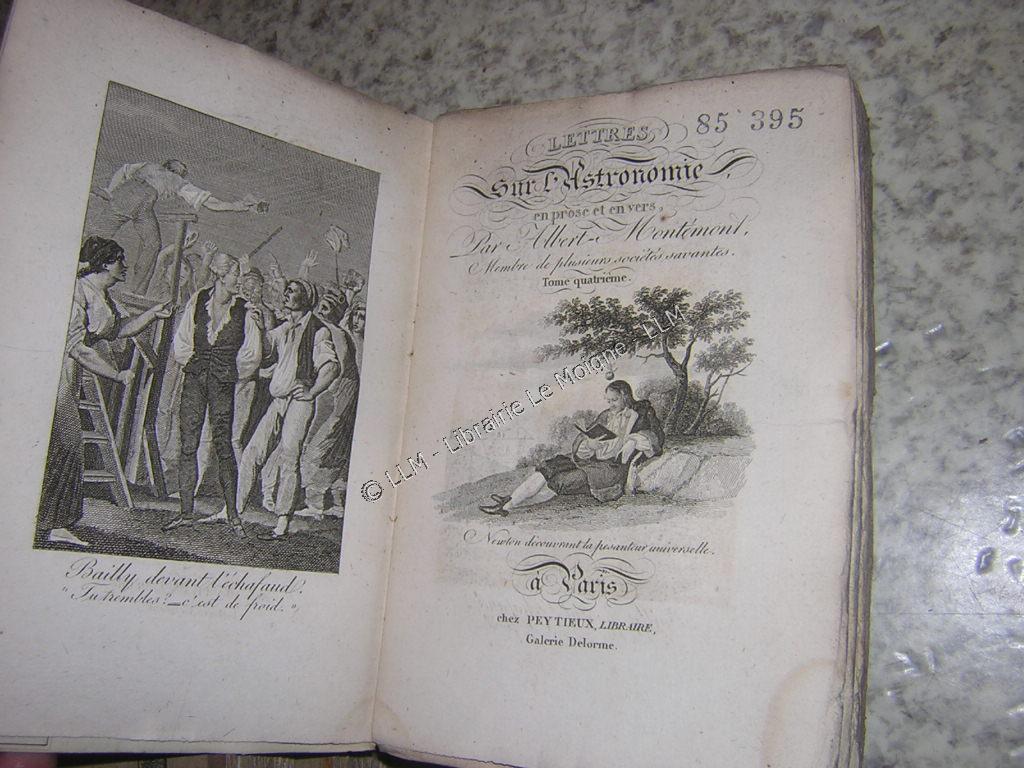 Bailly devant l'échafaud.
"Tu trembles? — c'est de froid."
85 395
LETTRES
Sur l'Astronomie,
en prose et en vers,
Par Albert-Montémont,
Membre de plusieurs sociétés savantes.
Tome quatrième.
Newton découvrant la pesanteur universelle.
à Paris
chez PEYTIEUX, LIBRAIRE,
Galerie Delorme.
© LLM - Librairie Le Moigne - LLM